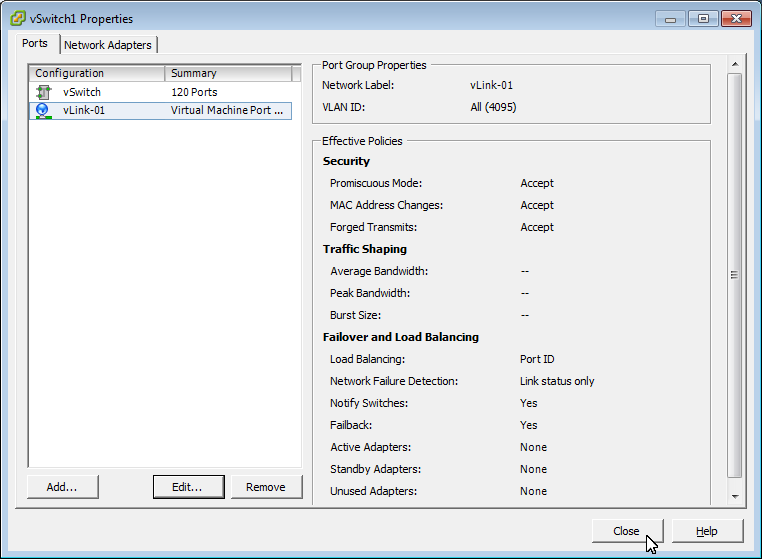 vSwitch1 Properties
Ports Network Adapters
Configuration Summary
vSwitch 120 Ports
vLink-01 Virtual Machine Port ...
Add... Edit... Remove
Port Group Properties
Network Label: vLink-01
VLAN ID: All (4095)
Effective Policies
Security
Promiscuous Mode: Accept
MAC Address Changes: Accept
Forged Transmits: Accept
Traffic Shaping
Average Bandwidth: --
Peak Bandwidth: --
Burst Size: --
Failover and Load Balancing
Load Balancing: Port ID
Network Failure Detection: Link status only
Notify Switches: Yes
Failback: Yes
Active Adapters: None
Standby Adapters: None
Unused Adapters: None
Close Help